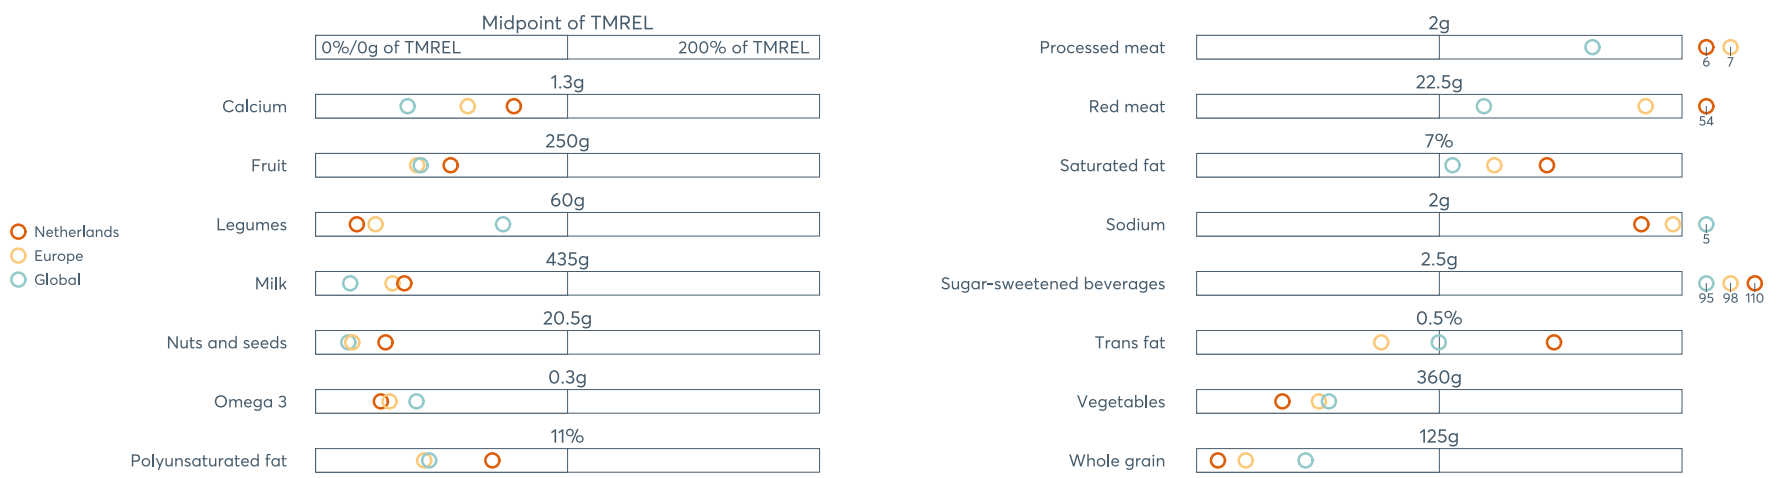 Midpoint of TMREL
0%/0g of TMREL 200% of TMREL
Calcium 1.3g
Fruit 250g
Legumes 60g
Milk 435g
Nuts and seeds 20.5g
Omega 3 0.3g
Polyunsaturated fat 11%
Netherlands
Europe
Global
Processed meat 2g
6 7
Red meat 22.5g
54
Saturated fat 7%
Sodium 2g
5
Sugar-sweetened beverages 2.5g
95 98 110
Trans fat 0.5%
Vegetables 360g
Whole grain 125g